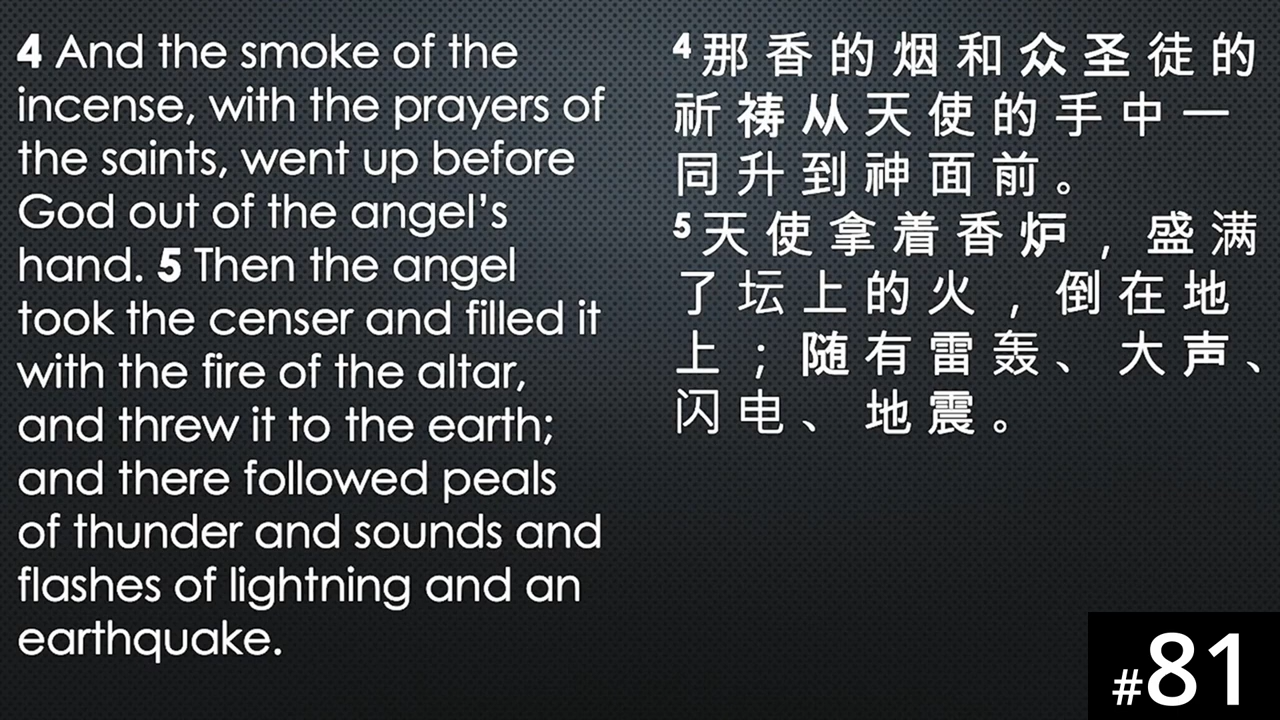 4 And the smoke of the
incense, with the prayers of
the saints, went up before
God out of the angel’s
hand. 5 Then the angel
took the censer and filled it
with the fire of the altar,
and threw it to the earth;
and there followed peals
of thunder and sounds and
flashes of lightning and an
earthquake.
4 那香的烟和众圣徒的
祈祷从天使的手中一
同升到神面前。
5 天使拿着香炉，盛满
了坛上的火，倒在地
上；随有雷轰、大声、
闪电、地震。
#81